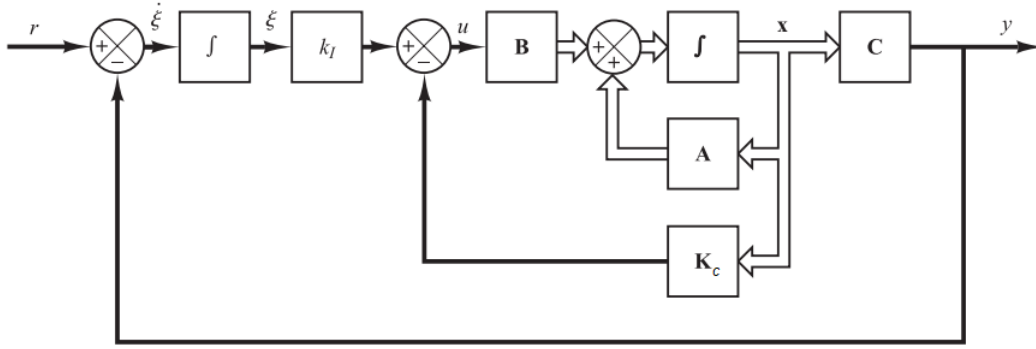 r + − ξ̇ ∫ ξ k_I + − u B + + ∫ x C y
A
K_c